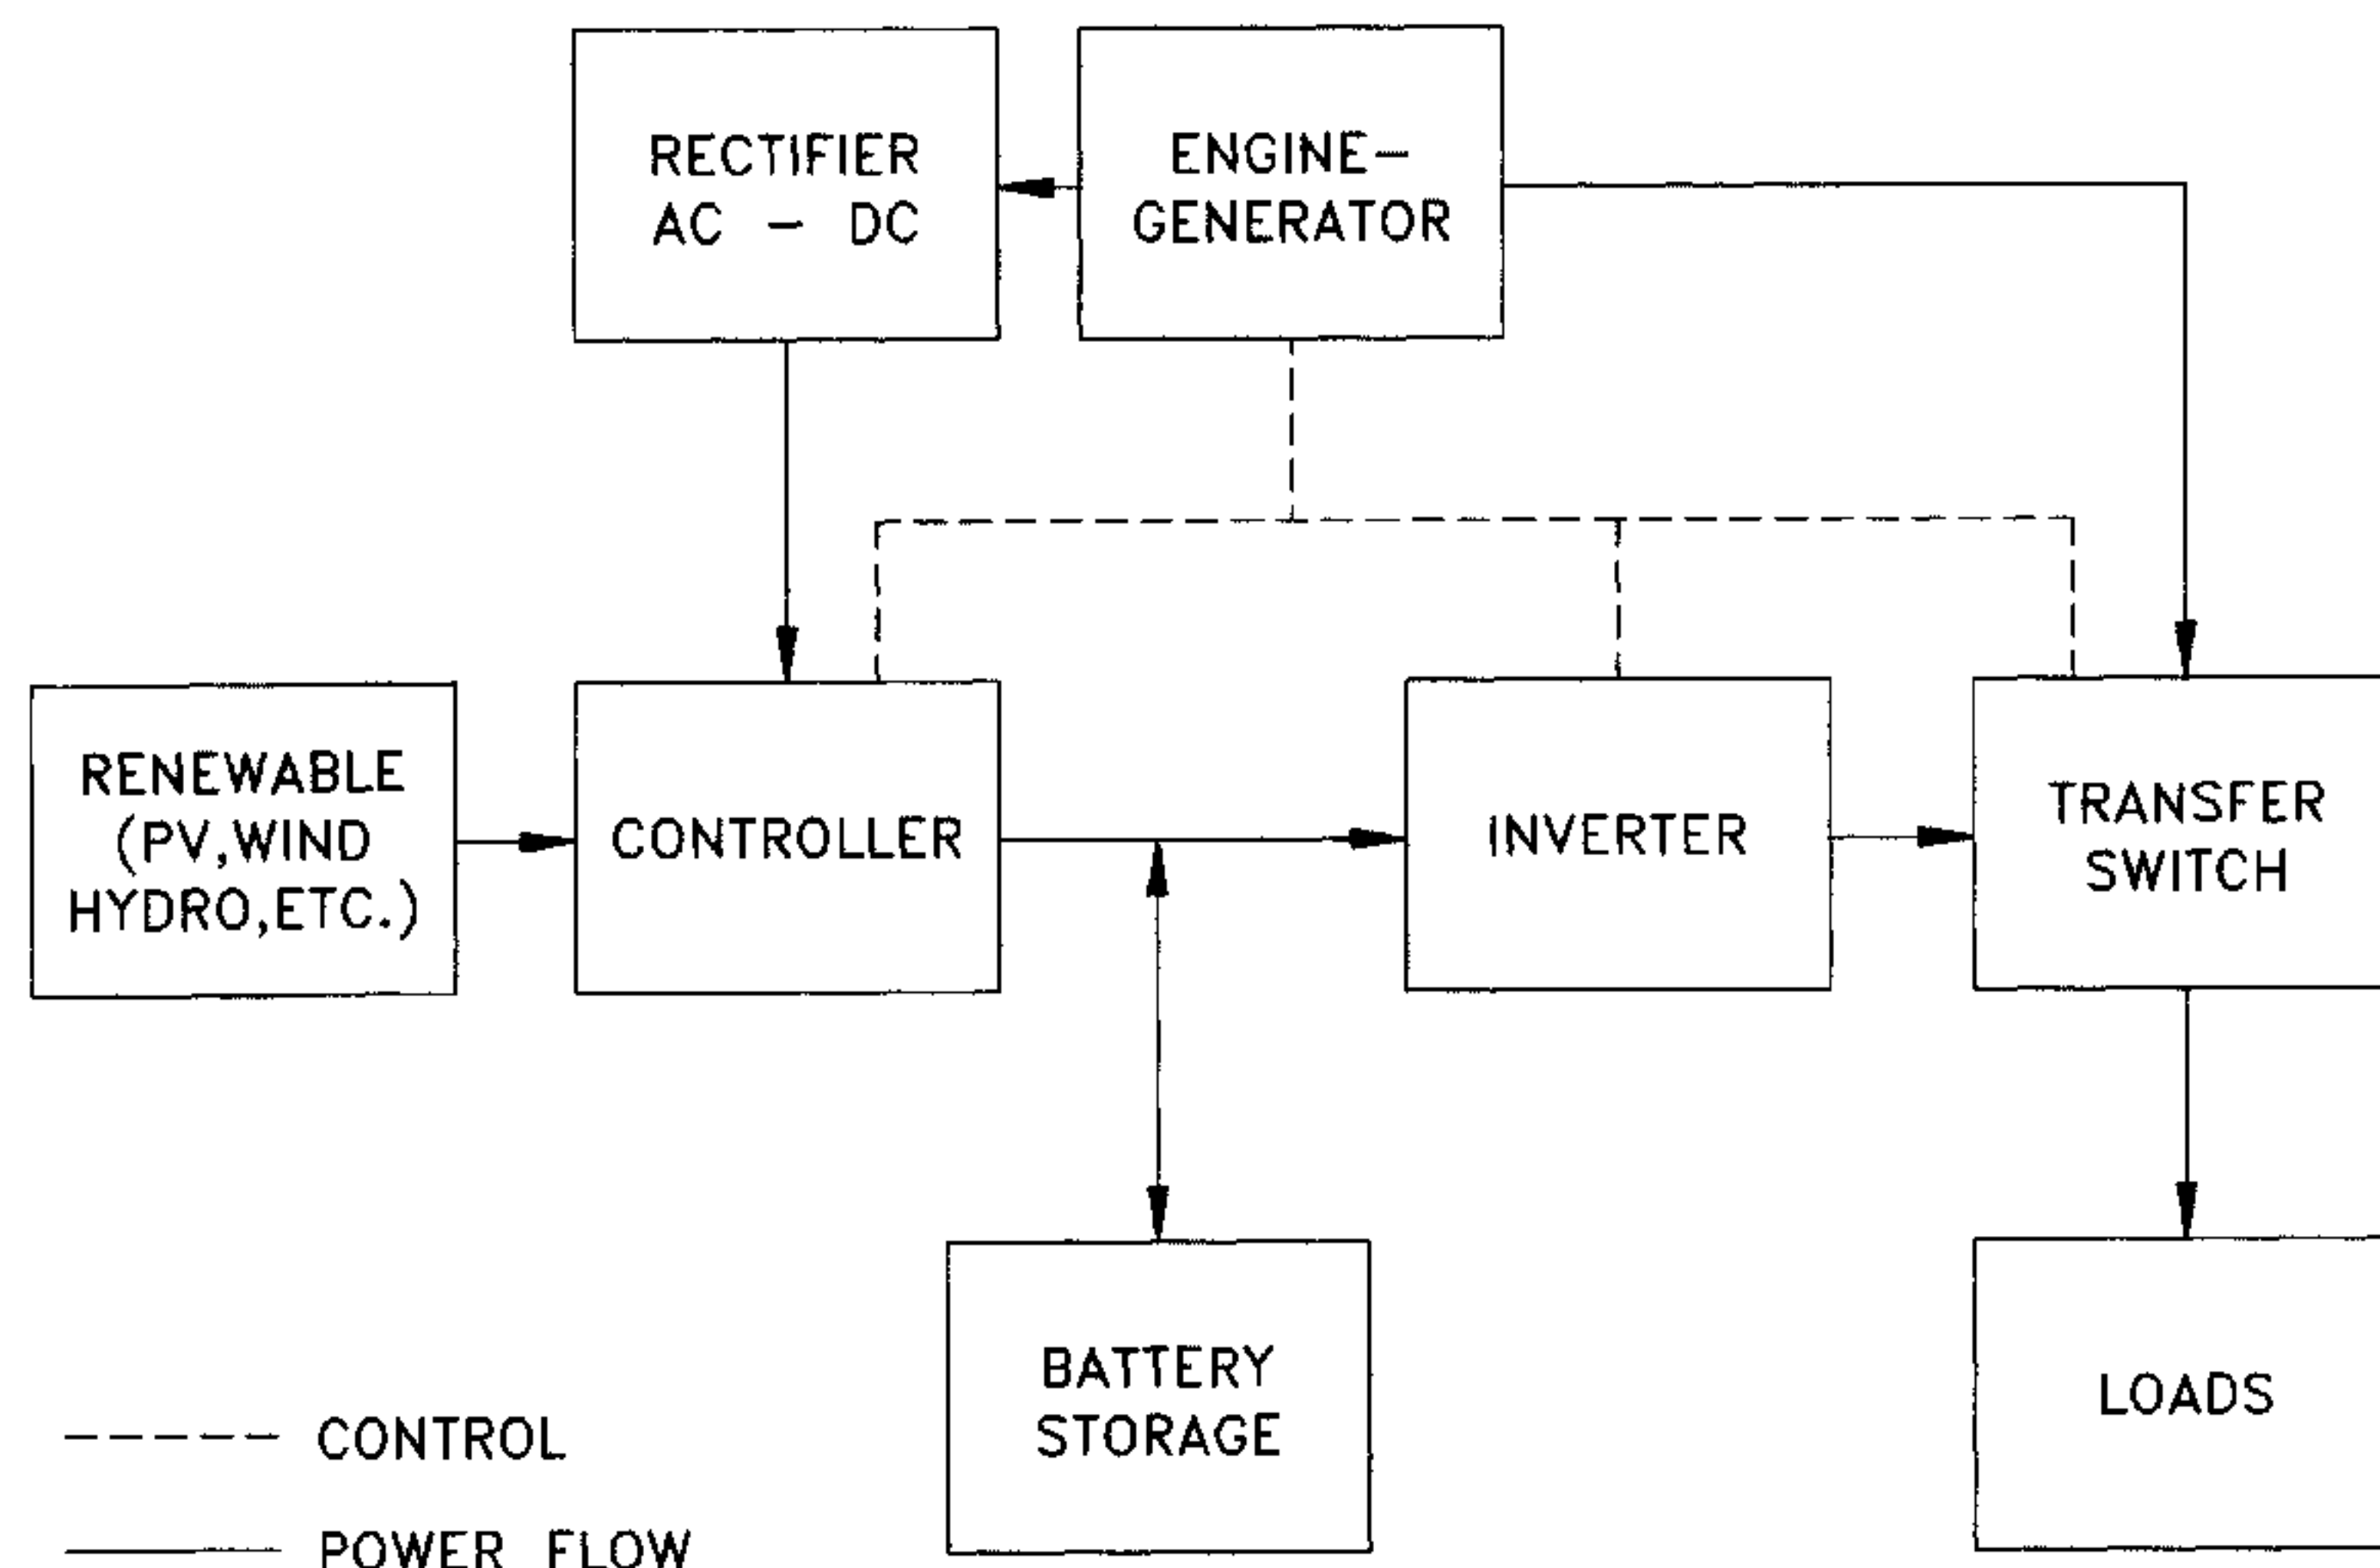 RECTIFIER
AC - DC
ENGINE-
GENERATOR
RENEWABLE
(PV,WIND
HYDRO,ETC.)
CONTROLLER
INVERTER
TRANSFER
SWITCH
BATTERY
STORAGE
LOADS
CONTROL
POWER FLOW